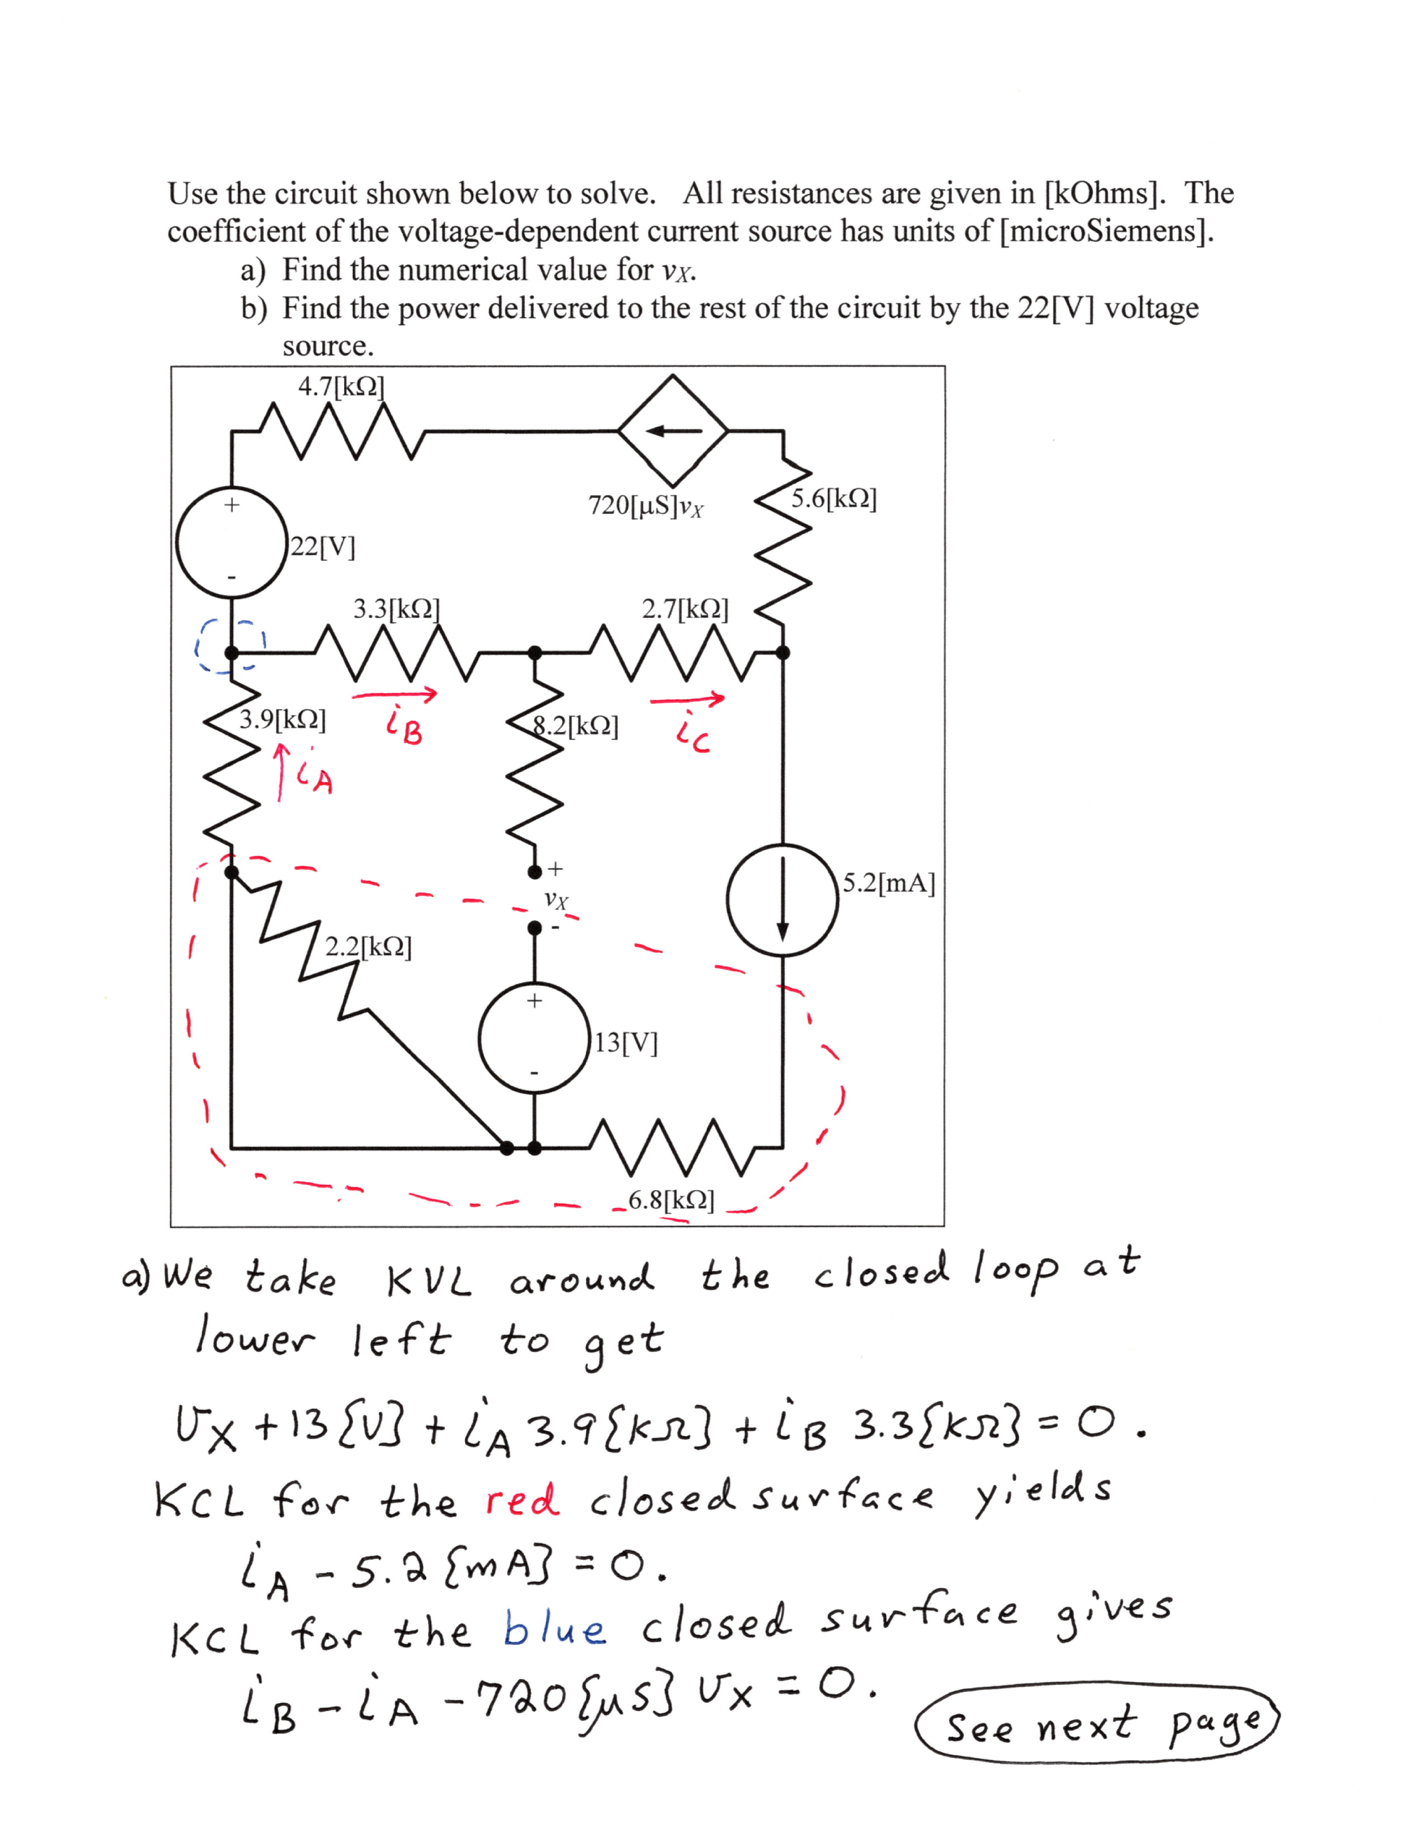 Use the circuit shown below to solve. All resistances are given in [kOhms]. The
coefficient of the voltage-dependent current source has units of [microSiemens].
a) Find the numerical value for vX.
b) Find the power delivered to the rest of the circuit by the 22[V] voltage
source.
4.7[kΩ]
720[µS]vX
5.6[kΩ]
+
22[V]
-
3.3[kΩ]
2.7[kΩ]
3.9[kΩ]
iB
8.2[kΩ]
iC
iA
+
vX
-
5.2[mA]
2.2[kΩ]
+
13[V]
-
6.8[kΩ]
a) We take KVL around the closed loop at
lower left to get
vX + 13{V} + iA 3.9{kΩ} + iB 3.3{kΩ} = 0.
KCL for the red closed surface yields
iA - 5.2{mA} = 0.
KCL for the blue closed surface gives
iB - iA - 720{µS} vX = 0.
See next page